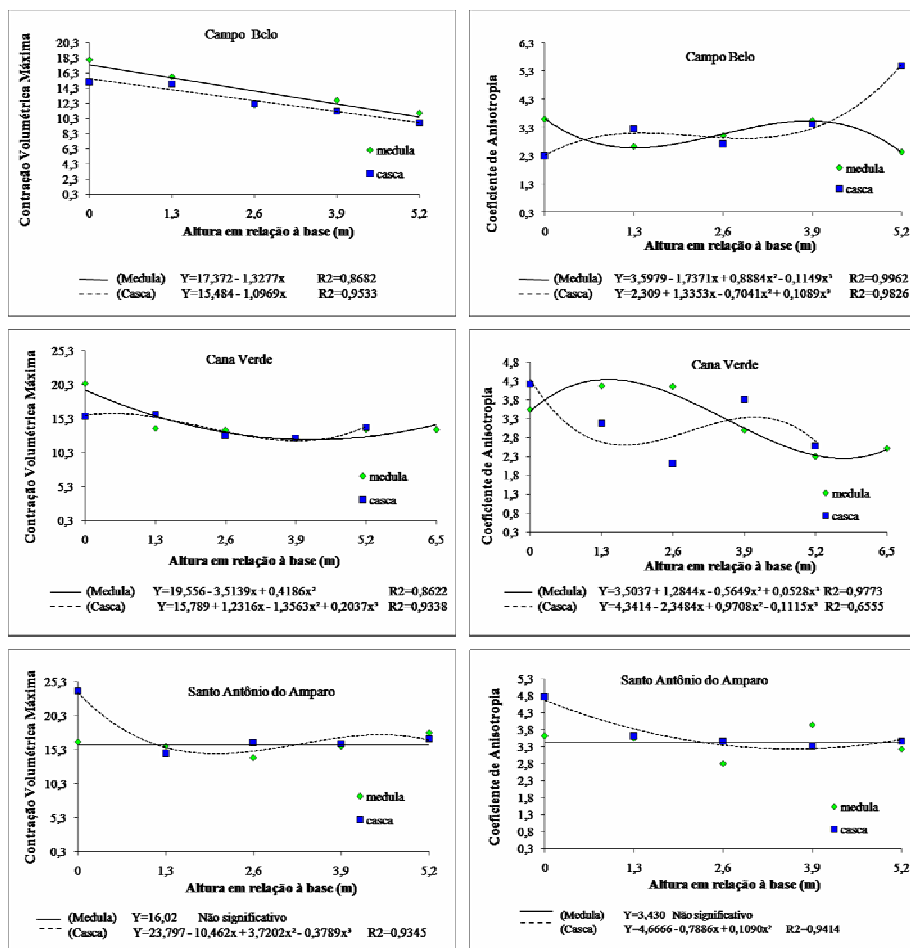 Campo Belo
Contração Volumétrica Máxima
20,3
18,3
16,3
14,3
12,3
10,3
8,3
6,3
4,3
2,3
0,3
medula
casca
0 1,3 2,6 3,9 5,2
Altura em relação à base (m)
(Medula) Y=17,372 - 1,3277x R2=0,8682
(Casca) Y=15,484 - 1,0969x R2=0,9533
Campo Belo
Coeficiente de Anisotropia
6,3
5,3
4,3
3,3
2,3
1,3
0,3
medula
casca
0 1,3 2,6 3,9 5,2
Altura em relação à base (m)
(Medula) Y=3,5979 - 1,7371x + 0,8884x² - 0,1149x³ R2=0,9962
(Casca) Y=2,309 + 1,3353x - 0,7041x² + 0,1089x³ R2=0,9826
Cana Verde
Contração Volumétrica Máxima
25,3
20,3
15,3
10,3
5,3
0,3
medula
casca
0 1,3 2,6 3,9 5,2 6,5
Altura em relação à base (m)
(Medula) Y=19,556 - 3,5139x + 0,4186x² R2=0,8622
(Casca) Y=15,789 + 1,2316x - 1,3563x² + 0,2037x³ R2=0,9338
Cana Verde
Coeficiente de Anisotropia
4,8
4,3
3,8
3,3
2,8
2,3
1,8
1,3
0,8
0,3
medula
casca
0 1,3 2,6 3,9 5,2 6,5
Altura em relação à base (m)
(Medula) Y=3,5037 + 1,2844x - 0,5649x² + 0,0528x³ R2=0,9773
(Casca) Y=4,3414 - 2,3484x + 0,9708x² - 0,1115x³ R2=0,6555
Santo Antônio do Amparo
Contração Volumétrica Máxima
25,3
20,3
15,3
10,3
5,3
0,3
medula
casca
0 1,3 2,6 3,9 5,2
Altura em relação à base (m)
(Medula) Y=16,02 Não significativo
(Casca) Y=23,797 - 10,462x + 3,7202x² - 0,3789x³ R2=0,9345
Santo Antônio do Amparo
Coeficiente de Anisotropia
5,3
4,8
4,3
3,8
3,3
2,8
2,3
1,8
1,3
0,8
0,3
medula
casca
0 1,3 2,6 3,9 5,2
Altura em relação à base (m)
(Medula) Y=3,430 Não significativo
(Casca) Y=4,6666 - 0,7886x + 0,1090x² R2=0,9414